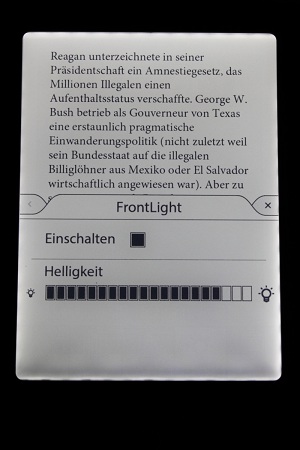 Reagan unterzeichnete in seiner
Präsidentschaft ein Amnestiegesetz, das
Millionen Illegalen einen
Aufenthaltsstatus verschaffte. George W.
Bush betrieb als Gouverneur von Texas
eine erstaunlich pragmatische
Einwanderungspolitik (nicht zuletzt weil
sein Bundesstaat auf die illegalen
Billiglöhner aus Mexiko oder El Salvador
wirtschaftlich angewiesen war). Aber zu
FrontLight
Einschalten
Helligkeit